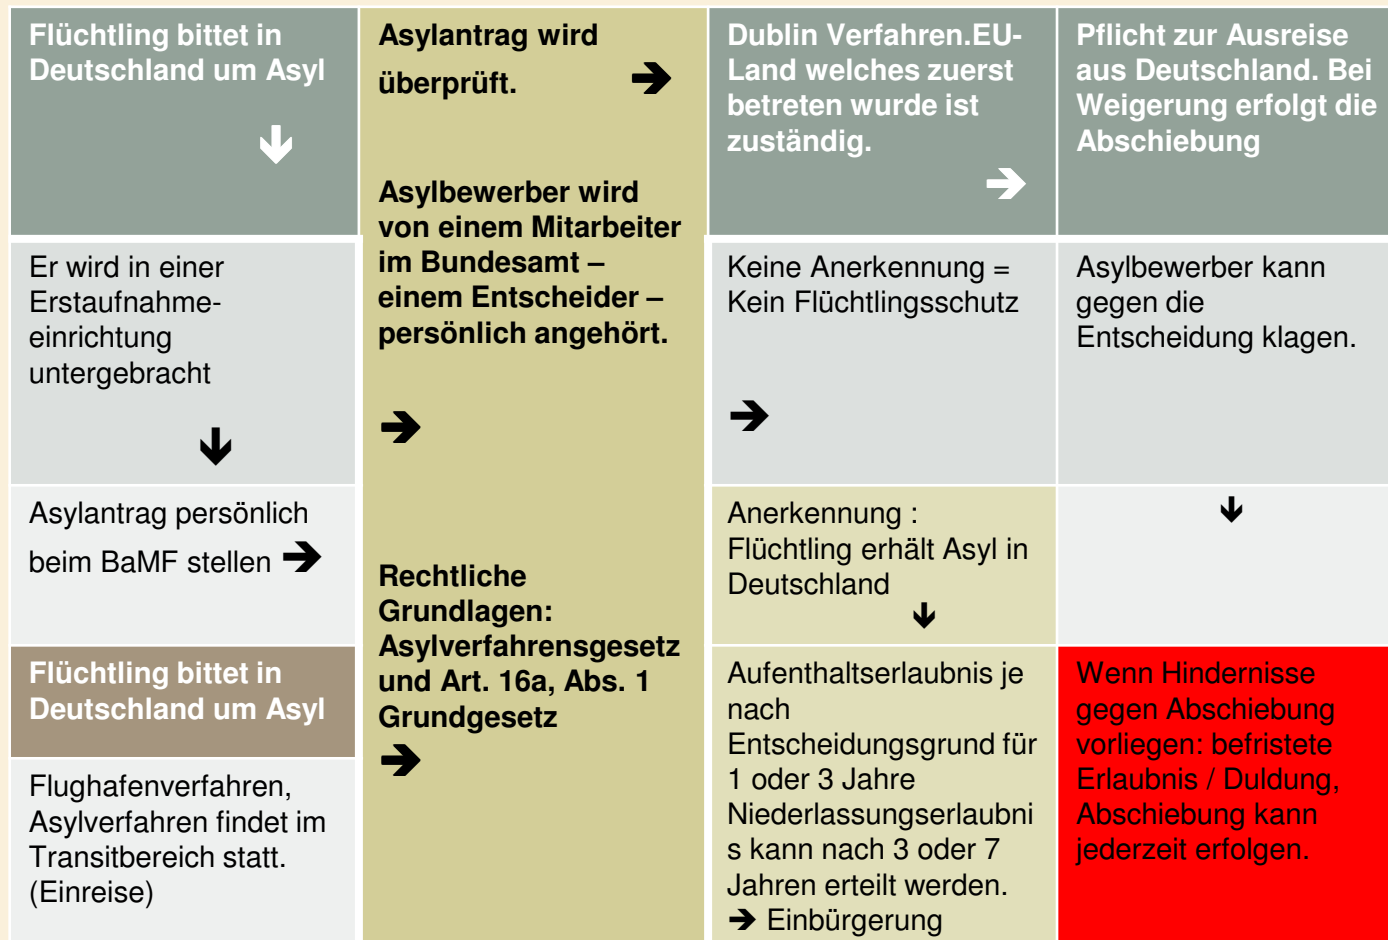 Flüchtling bittet in
Deutschland um Asyl
🡫
Er wird in einer
Erstaufnahme-
einrichtung
untergebracht
🡫
Asylantrag persönlich
beim BaMF stellen 🡪
Flüchtling bittet in
Deutschland um Asyl
Flughafenverfahren,
Asylverfahren findet im
Transitbereich statt.
(Einreise)
Asylantrag wird
überprüft. 🡪
Asylbewerber wird
von einem Mitarbeiter
im Bundesamt –
einem Entscheider –
persönlich angehört.
🡪
Rechtliche
Grundlagen:
Asylverfahrensgesetz
und Art. 16a, Abs. 1
Grundgesetz
🡪
Dublin Verfahren.EU-
Land welches zuerst
betreten wurde ist
zuständig.
🡪
Keine Anerkennung =
Kein Flüchtlingsschutz
🡪
Anerkennung :
Flüchtling erhält Asyl in
Deutschland
🡫
Aufenthaltserlaubnis je
nach
Entscheidungsgrund für
1 oder 3 Jahre
Niederlassungserlaubni
s kann nach 3 oder 7
Jahren erteilt werden.
🡪 Einbürgerung
Pflicht zur Ausreise
aus Deutschland. Bei
Weigerung erfolgt die
Abschiebung
Asylbewerber kann
gegen die
Entscheidung klagen.
🡫
Wenn Hindernisse
gegen Abschiebung
vorliegen: befristete
Erlaubnis / Duldung,
Abschiebung kann
jederzeit erfolgen.